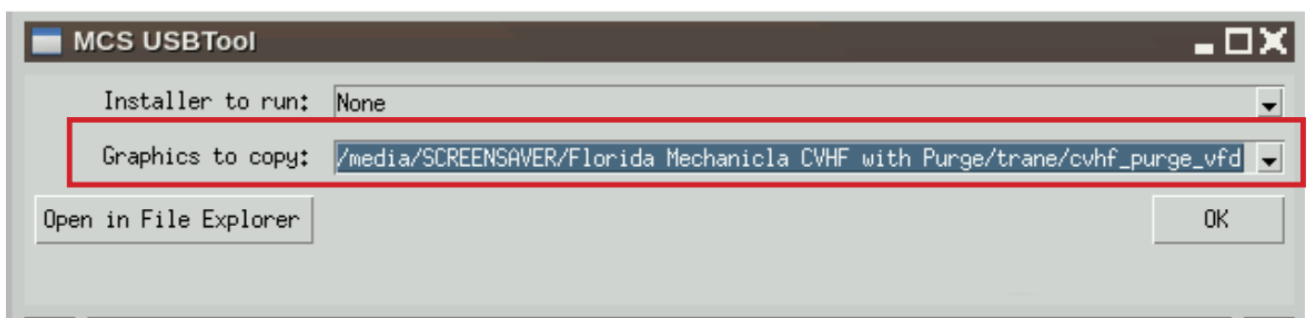 MCS USBTool
Installer to run: None
Graphics to copy: /media/SCREENSAVER/Florida Mechanicla CVHF with Purge/trane/cvhf_purge_vfd
Open in File Explorer OK